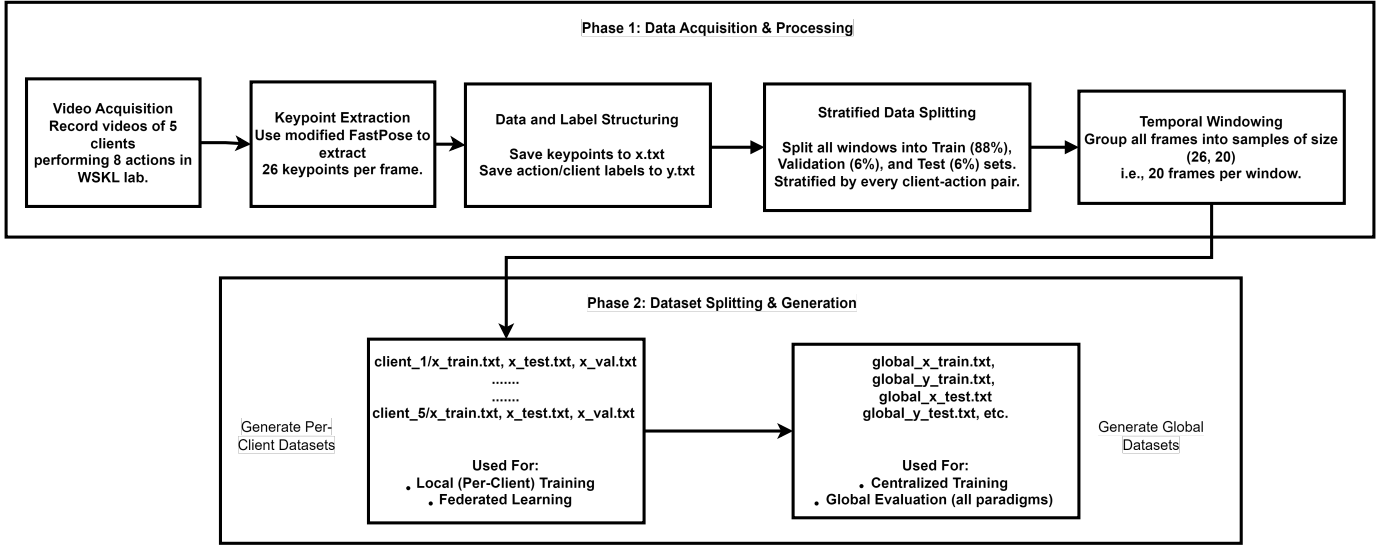 Phase 1: Data Acquisition & Processing
Video Acquisition
Record videos of 5
clients
performing 8 actions in
WSKL lab.
Keypoint Extraction
Use modified FastPose to
extract
26 keypoints per frame.
Data and Label Structuring
Save keypoints to x.txt
Save action/client labels to y.txt
Stratified Data Splitting
Split all windows into Train (88%),
Validation (6%), and Test (6%) sets.
Stratified by every client-action pair.
Temporal Windowing
Group all frames into samples of size
(26, 20)
i.e., 20 frames per window.
Phase 2: Dataset Splitting & Generation
Generate Per-
Client Datasets
client_1/x_train.txt, x_test.txt, x_val.txt
.......
.......
client_5/x_train.txt, x_test.txt, x_val.txt
Used For:
• Local (Per-Client) Training
• Federated Learning
global_x_train.txt,
global_y_train.txt,
global_x_test.txt
global_y_test.txt, etc.
Used For:
• Centralized Training
• Global Evaluation (all paradigms)
Generate Global
Datasets